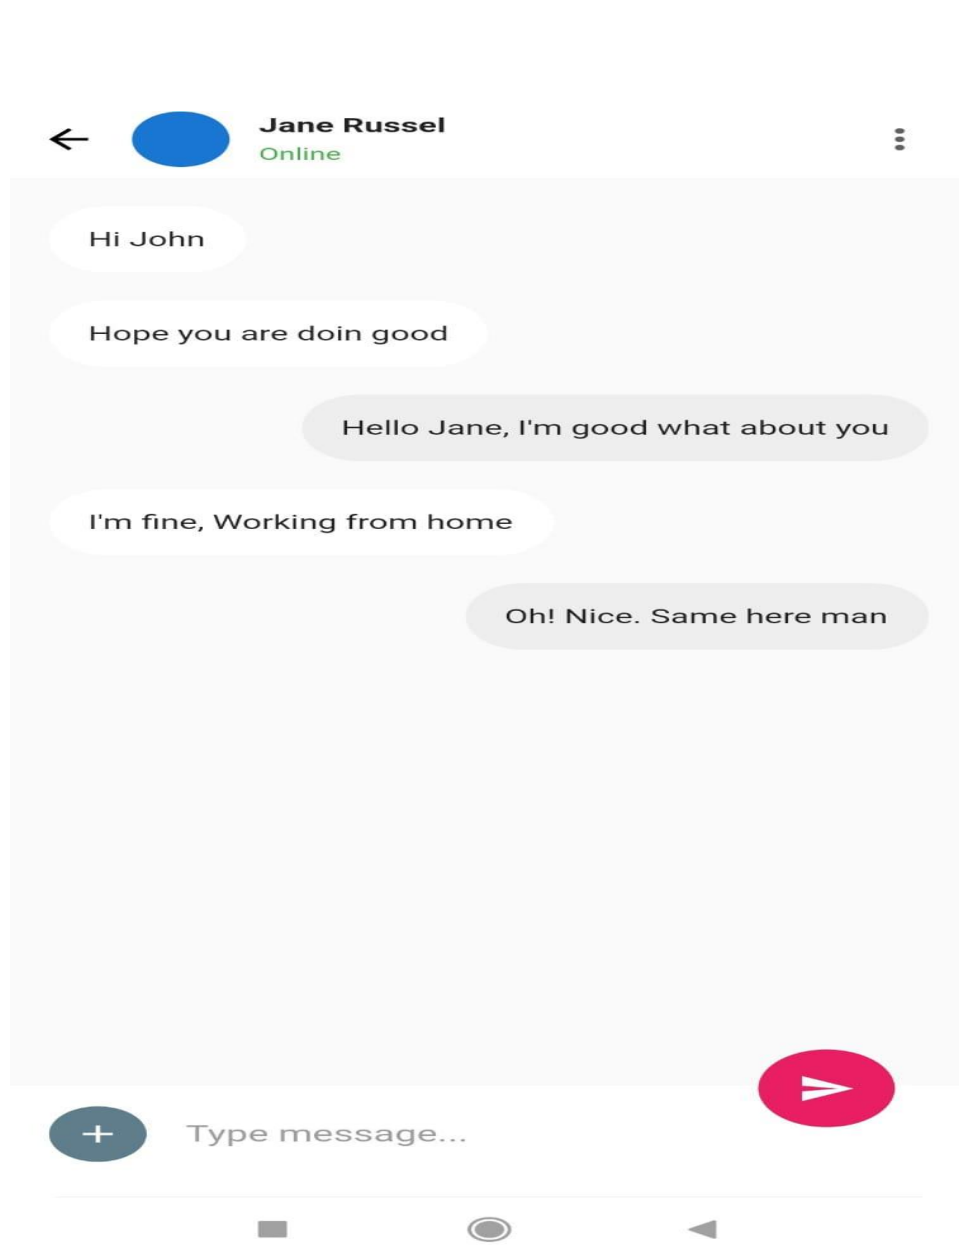 Jane Russel
Online
Hi John
Hope you are doin good
Hello Jane, I'm good what about you
I'm fine, Working from home
Oh! Nice. Same here man
Type message...